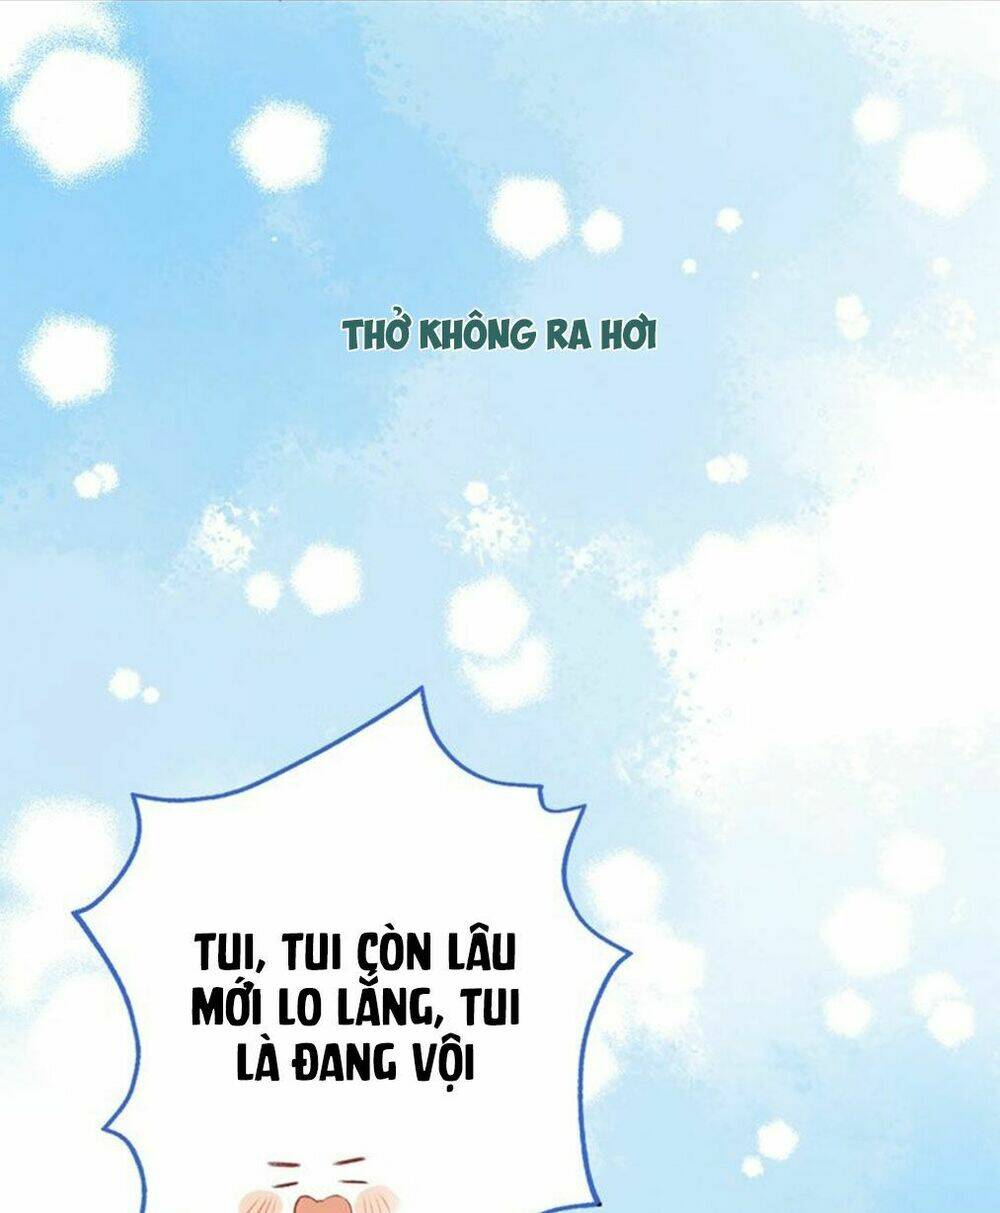 THỞ KHÔNG RA HƠI
TUI, TUI CÒN LÂU
MỚI LO LẮNG, TUI
LÀ ĐANG VỘI